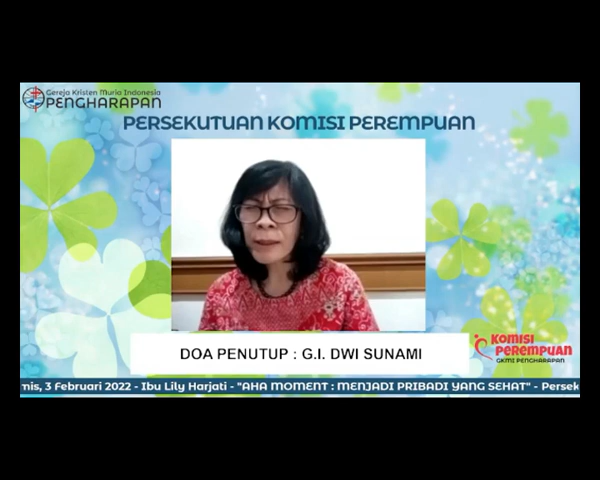 Gereja Kristen Muria Indonesia
PENGHARAPAN
PERSEKUTUAN KOMISI PEREMPUAN
DOA PENUTUP : G.I. DWI SUNAMI
KOMISI
PEREMPUAN
GKMI PENGHARAPAN
mis, 3 Februari 2022 - Ibu Lily Harjati - "AHA MOMENT : MENJADI PRIBADI YANG SEHAT" - Persek